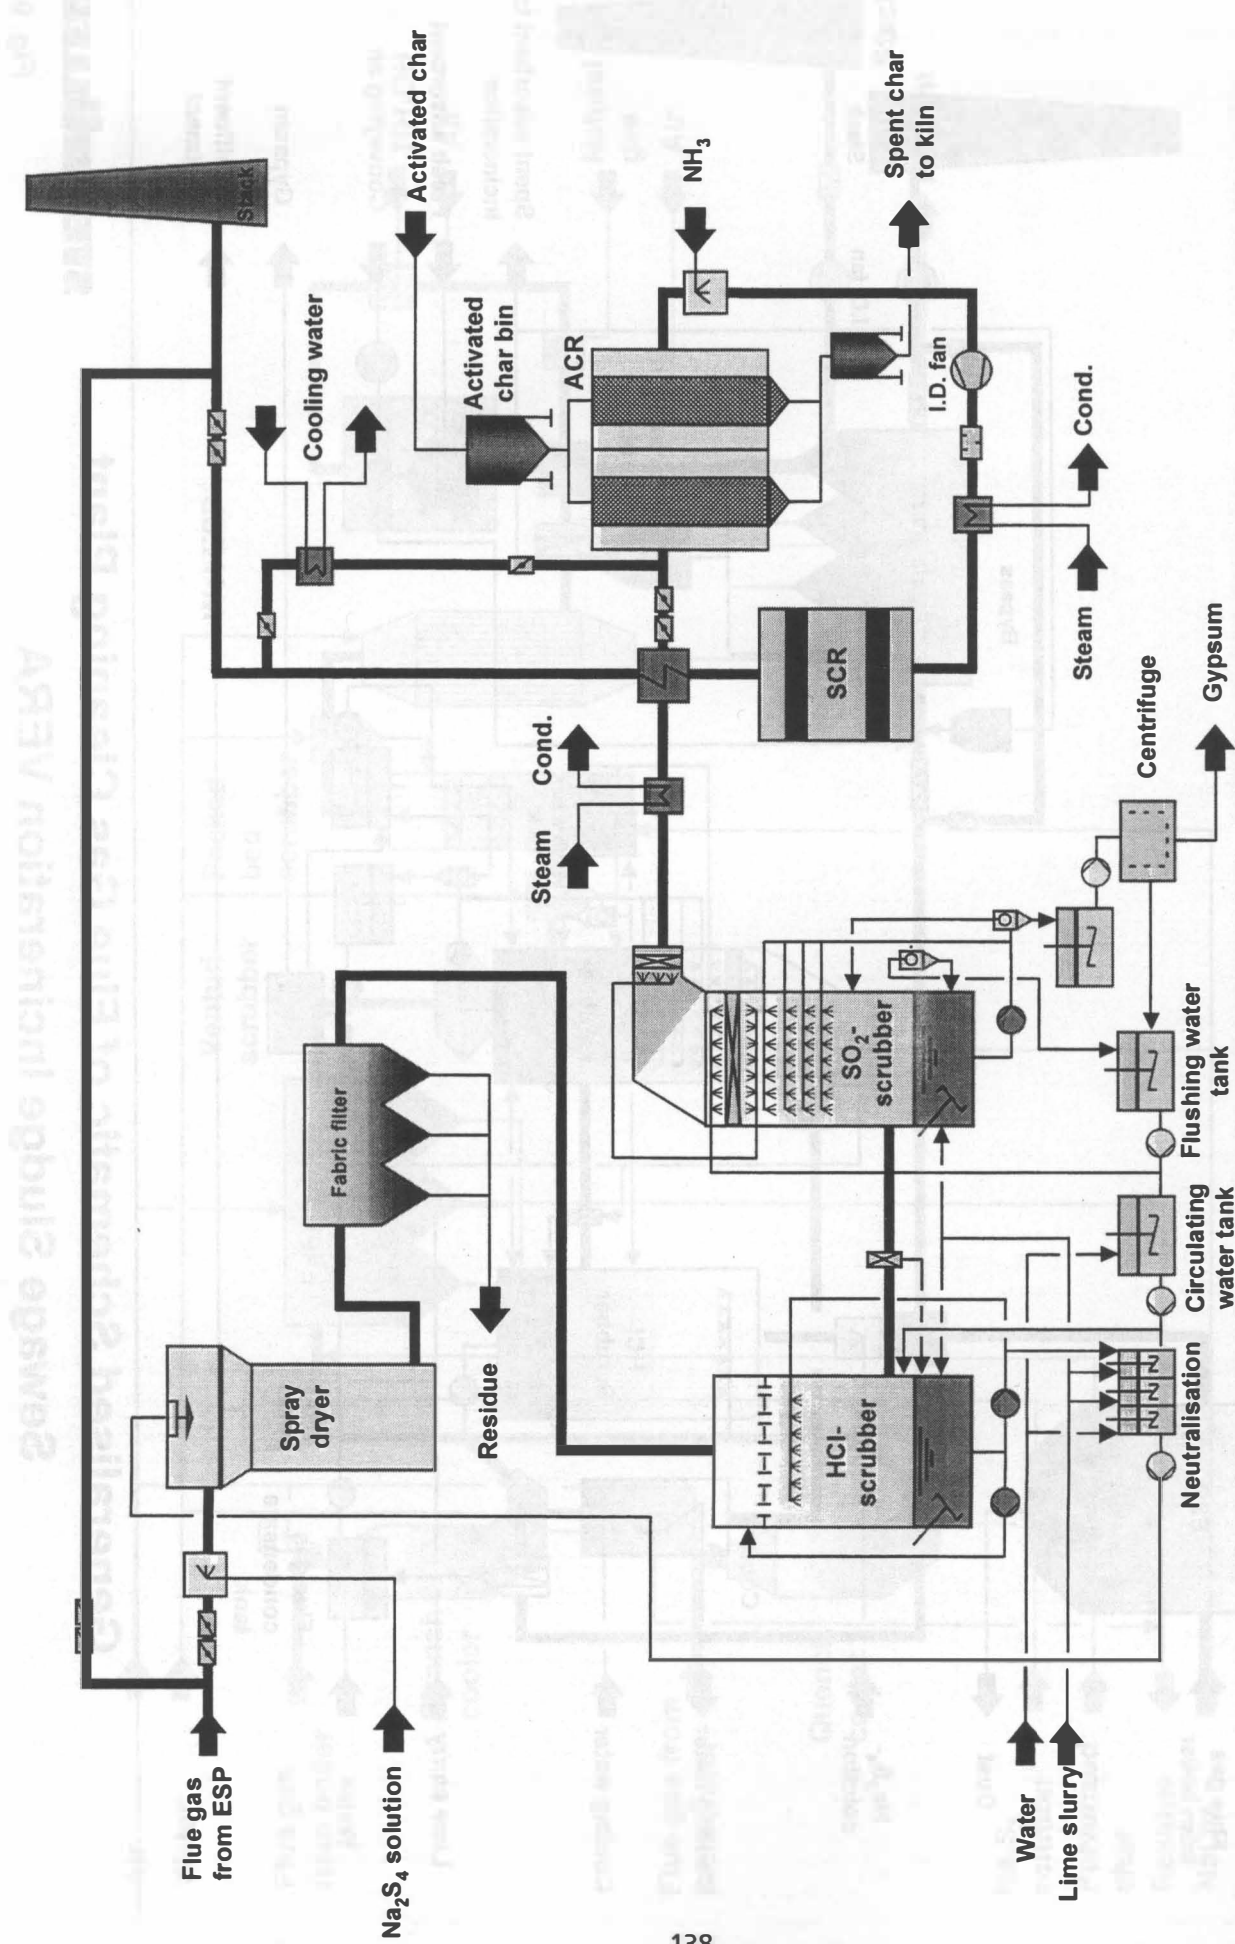 Stack
Flue gas
from ESP
Na₂S₄ solution
Spray
dryer
Fabric filter
Residue
Cooling water
Activated char
Activated
char bin
ACR
NH₃
Spent char
to kiln
I.D. fan
Cond.
Steam
SCR
Steam
Cond.
SO₂-
scrubber
HCl-
scrubber
Centrifuge
Gypsum
Flushing water
tank
Circulating
water tank
Neutralisation
Water
Lime slurry
138